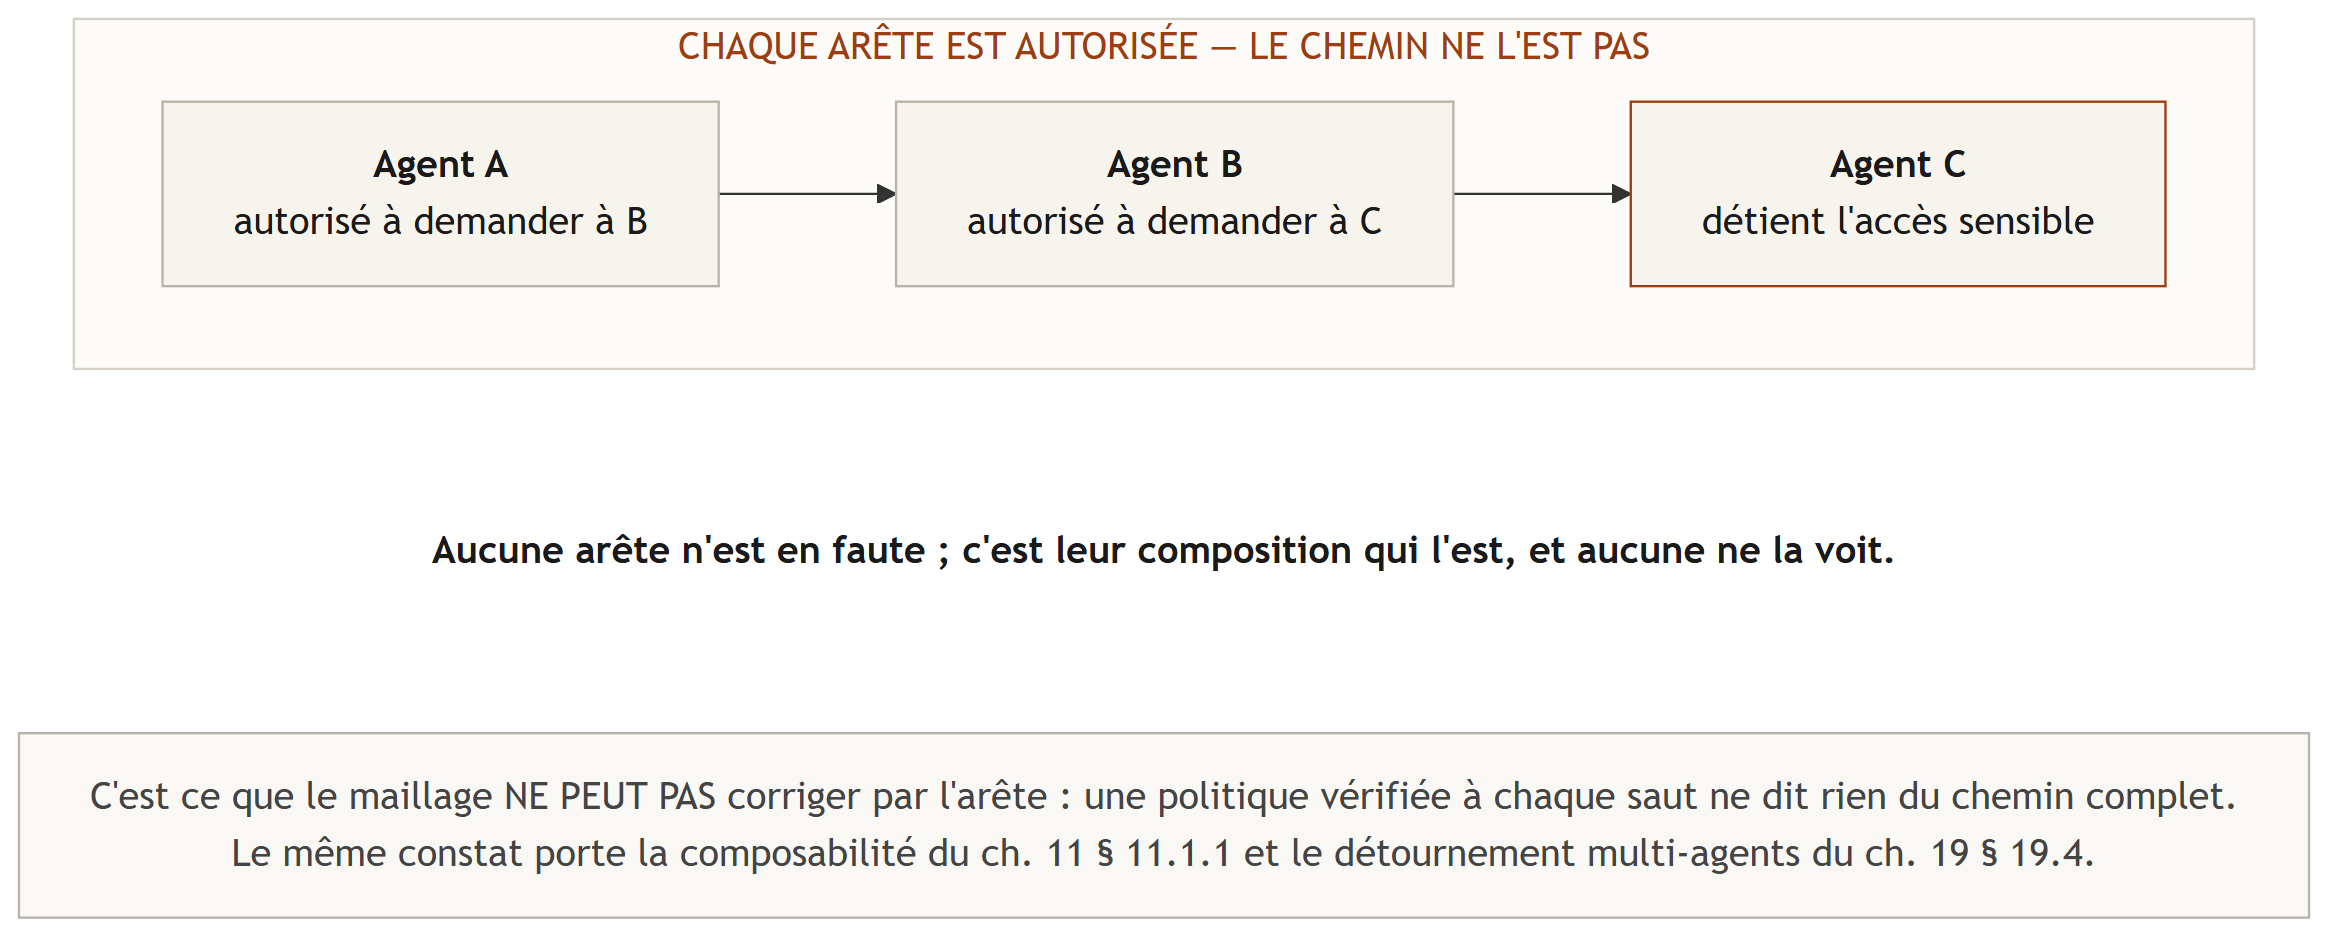 CHAQUE ARÊTE EST AUTORISÉE — LE CHEMIN NE L'EST PAS
Agent A
autorisé à demander à B
Agent B
autorisé à demander à C
Agent C
détient l'accès sensible
Aucune arête n'est en faute ; c'est leur composition qui l'est, et aucune ne la voit.
C'est ce que le maillage NE PEUT PAS corriger par l'arête : une politique vérifiée à chaque saut ne dit rien du chemin complet.
Le même constat porte la composabilité du ch. 11 § 11.1.1 et le détournement multi-agents du ch. 19 § 19.4.